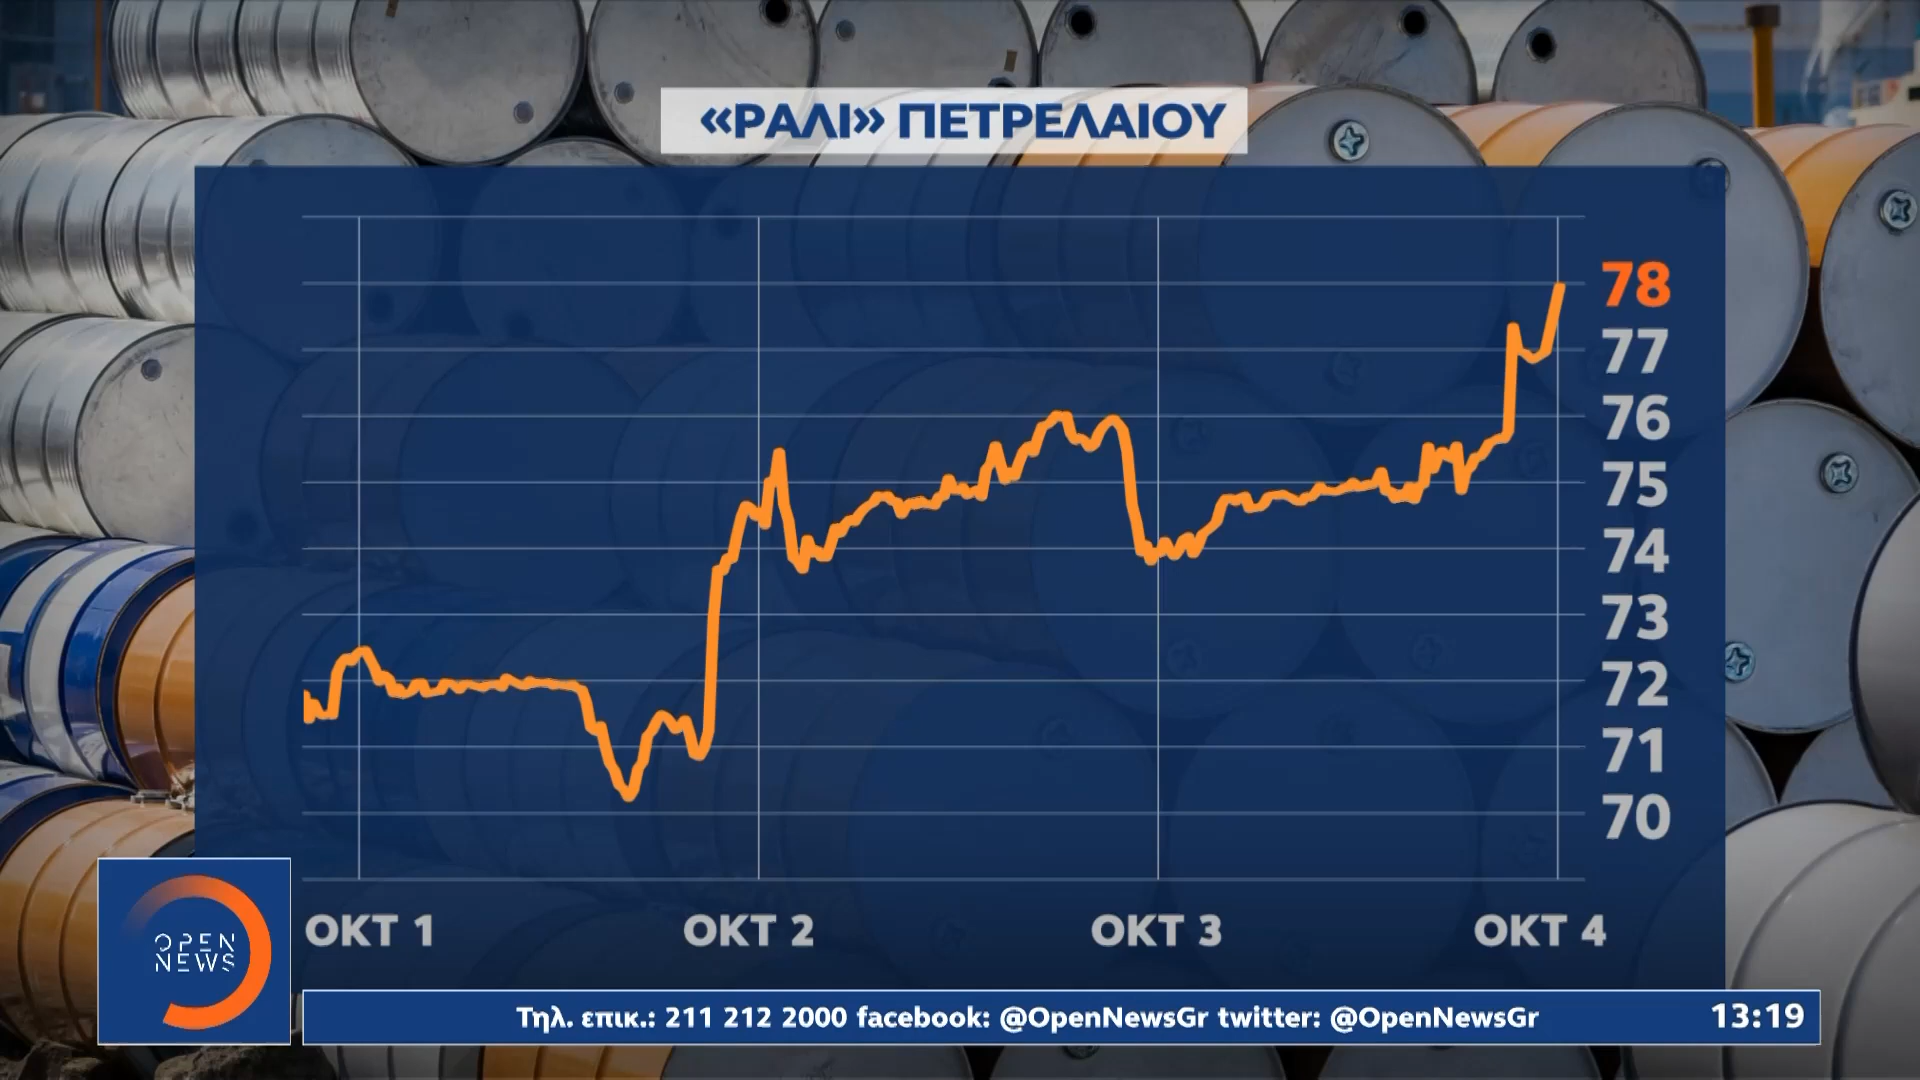 «ΡΑΛΙ» ΠΕΤΡΕΛΑΙΟΥ
78
77
76
75
74
73
72
71
70
ΟΚΤ 1 ΟΚΤ 2 ΟΚΤ 3 ΟΚΤ 4
OPEN
NEWS
Τηλ. επικ.: 211 212 2000 facebook: @OpenNewsGr twitter: @OpenNewsGr 13:19